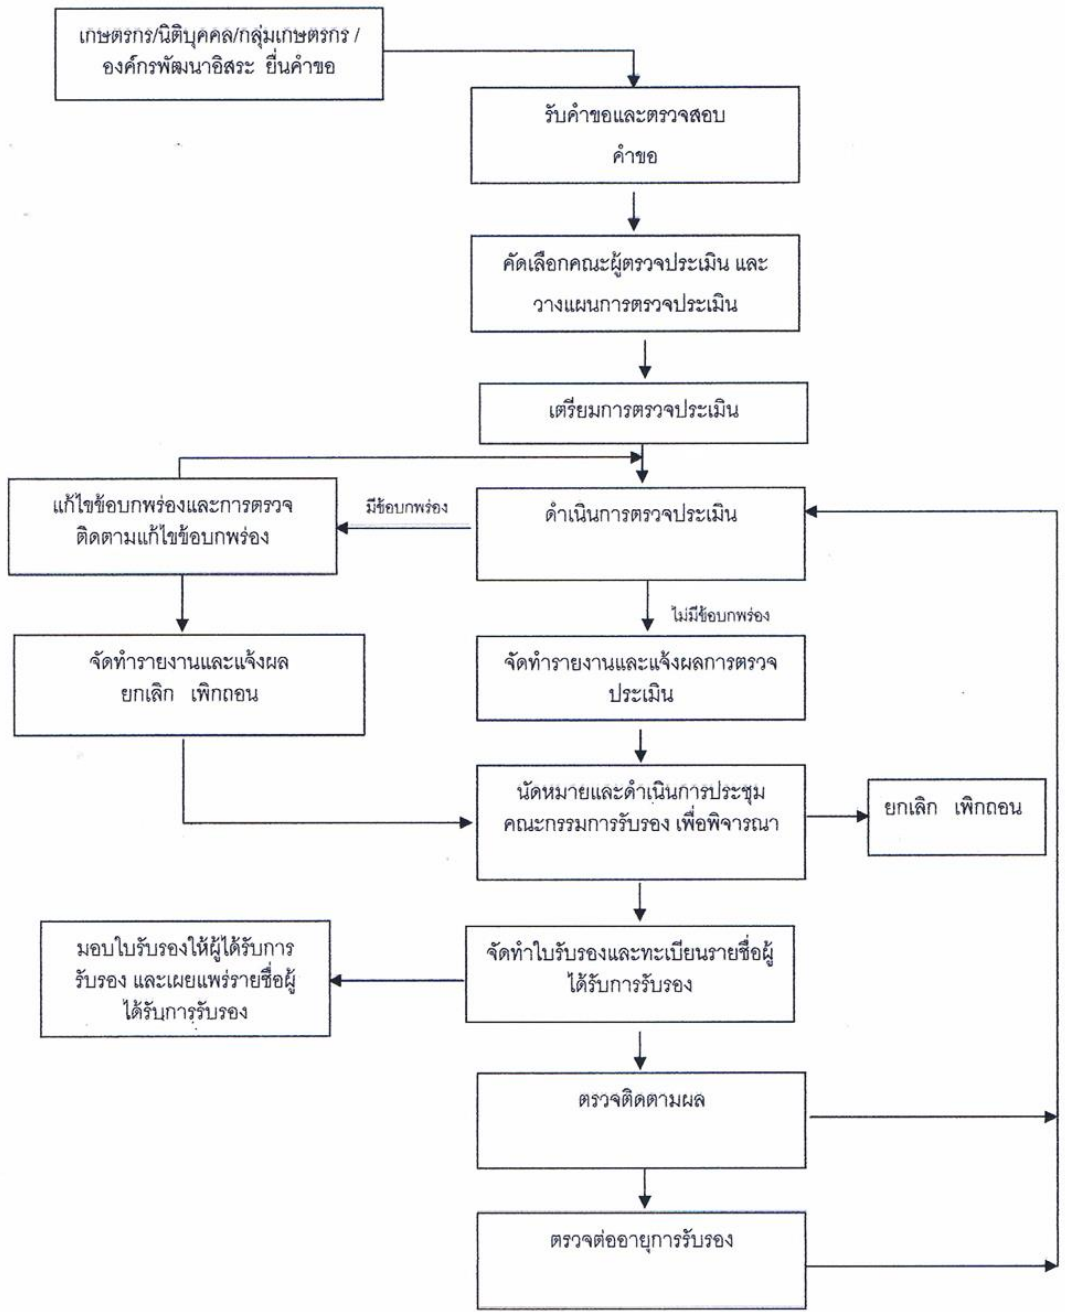 เกษตรกร/นิติบุคคล/กลุ่มเกษตรกร /
องค์กรพัฒนาอิสระ ยื่นคำขอ
รับคำขอและตรวจสอบ
คำขอ
คัดเลือกคณะผู้ตรวจประเมิน และ
วางแผนการตรวจประเมิน
เตรียมการตรวจประเมิน
แก้ไขข้อบกพร่องและการตรวจ
ติดตามแก้ไขข้อบกพร่อง
มีข้อบกพร่อง
ดำเนินการตรวจประเมิน
ไม่มีข้อบกพร่อง
จัดทำรายงานและแจ้งผล
ยกเลิก เพิกถอน
จัดทำรายงานและแจ้งผลการตรวจ
ประเมิน
นัดหมายและดำเนินการประชุม
คณะกรรมการรับรอง เพื่อพิจารณา
ยกเลิก เพิกถอน
จัดทำใบรับรองและทะเบียนรายชื่อผู้
ได้รับการรับรอง
มอบใบรับรองให้ผู้ได้รับการ
รับรอง และเผยแพร่รายชื่อผู้
ได้รับการรับรอง
ตรวจติดตามผล
ตรวจต่ออายุการรับรอง